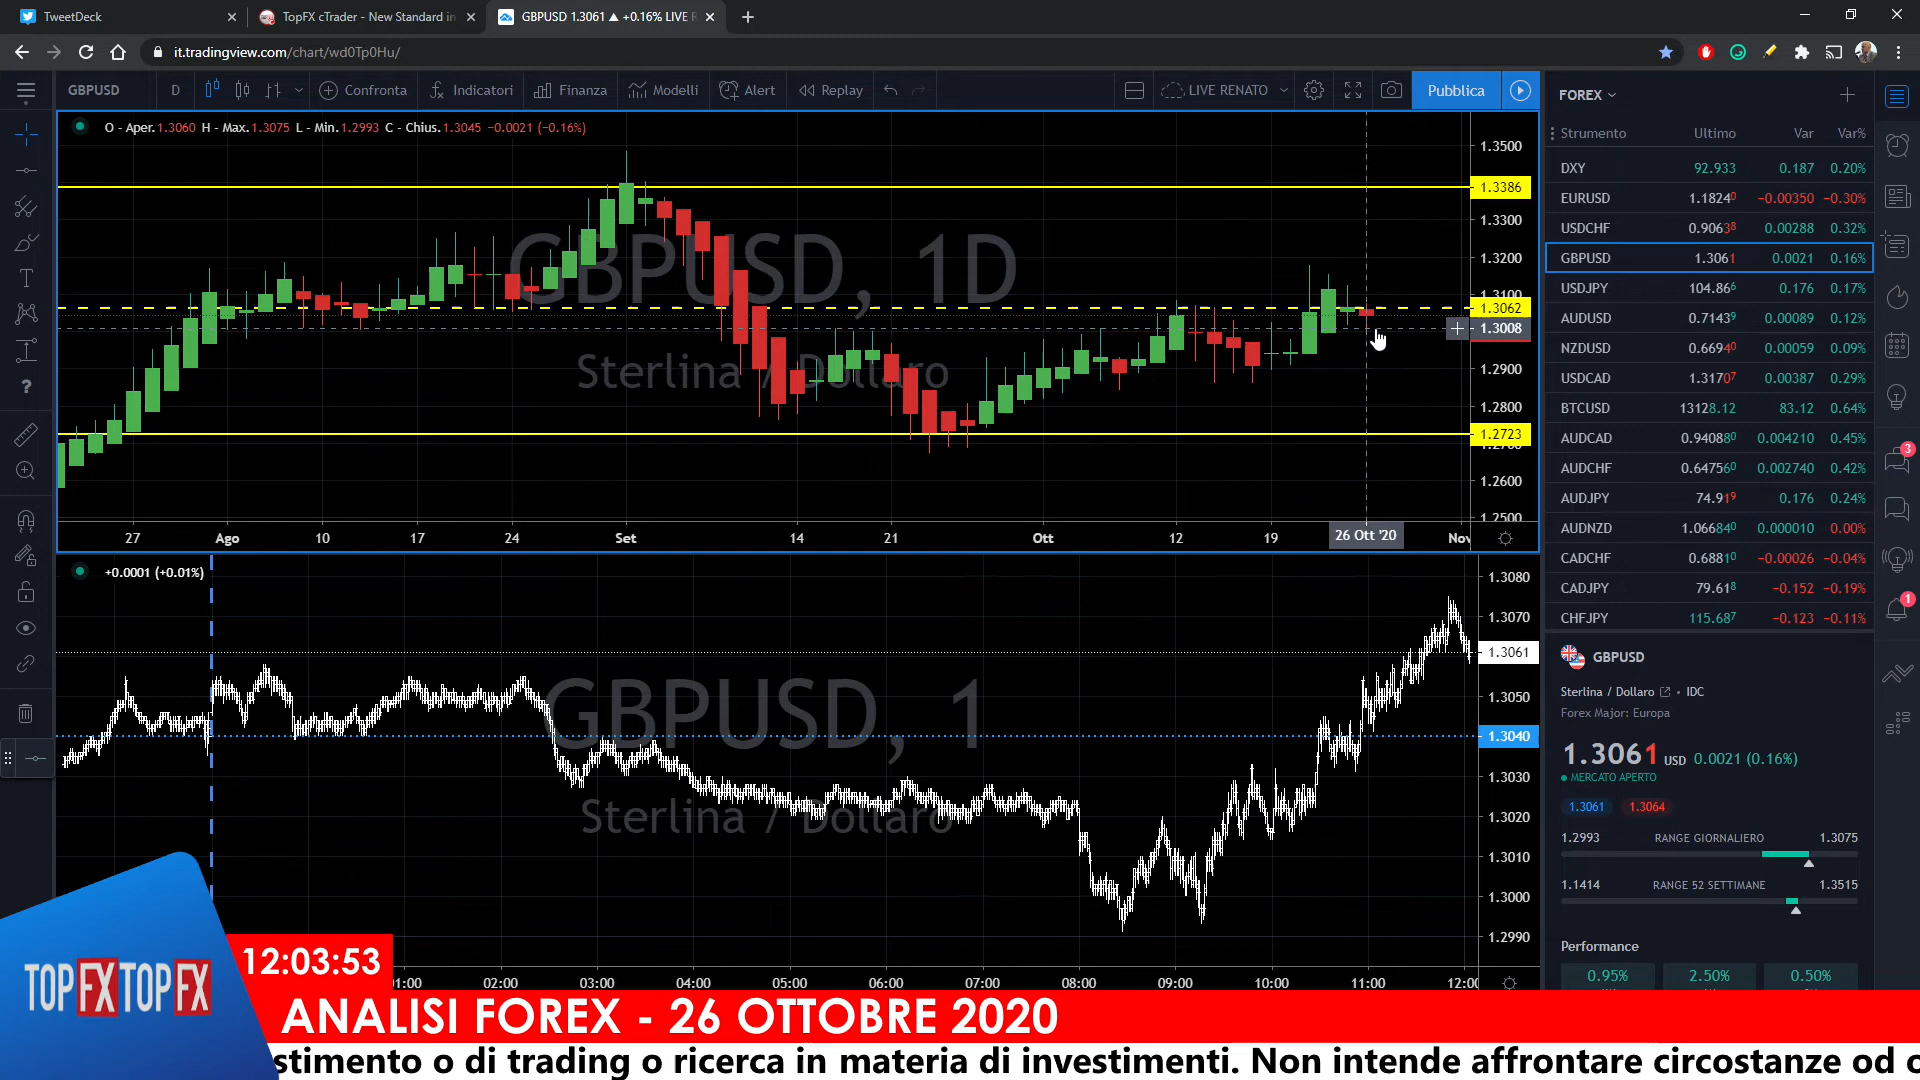 TweetDeck
TopFX cTrader - New Standard in
GBPUSD 1.3061 ▲ +0.16% LIVE R
it.tradingview.com/chart/wd0Tp0Hu/
GBPUSD D Confronta Indicatori Finanza Modelli Alert Replay LIVE RENATO Pubblica
O - Aper.1.3060 H - Max.1.3075 L - Min.1.2993 C - Chius.1.3045 −0.0021 (−0.16%)
GBPUSD, 1D
Sterlina / Dollaro
1.3500
1.3386
1.3300
1.3200
1.3100
1.3062
1.3008
1.2900
1.2800
1.2723
1.2600
1.2500
27 Ago 10 17 24 Set 14 21 Ott 12 19 26 Ott '20 Nov
+0.0001 (+0.01%)
GBPUSD, 1
Sterlina / Dollaro
1.3080
1.3070
1.3061
1.3050
1.3040
1.3030
1.3020
1.3010
1.3000
1.2990
01:00 02:00 03:00 04:00 05:00 06:00 07:00 08:00 09:00 10:00 11:00 12:00
FOREX
Strumento Ultimo Var Var%
DXY 92.933 0.187 0.20%
EURUSD 1.18240 −0.00350 −0.30%
USDCHF 0.90638 0.00288 0.32%
GBPUSD 1.3061 0.0021 0.16%
USDJPY 104.866 0.176 0.17%
AUDUSD 0.71439 0.00089 0.12%
NZDUSD 0.66940 0.00059 0.09%
USDCAD 1.31707 0.00387 0.29%
BTCUSD 13128.12 83.12 0.64%
AUDCAD 0.940880 0.004210 0.45%
AUDCHF 0.647560 0.002740 0.42%
AUDJPY 74.919 0.176 0.24%
AUDNZD 1.066840 0.000010 0.00%
CADCHF 0.68810 −0.00026 −0.04%
CADJPY 79.618 −0.152 −0.19%
CHFJPY 115.687 −0.123 −0.11%
3
1
GBPUSD
Sterlina / Dollaro • IDC
Forex Major: Europa
1.3061 USD 0.0021 (0.16%)
MERCATO APERTO
1.3061 1.3064
1.2993 RANGE GIORNALIERO 1.3075
1.1414 RANGE 52 SETTIMANE 1.3515
Performance
0.95% 2.50% 0.50%
TOPFX TOPFX
12:03:53
ANALISI FOREX - 26 OTTOBRE 2020
stimento o di trading o ricerca in materia di investimenti. Non intende affrontare circostanze od